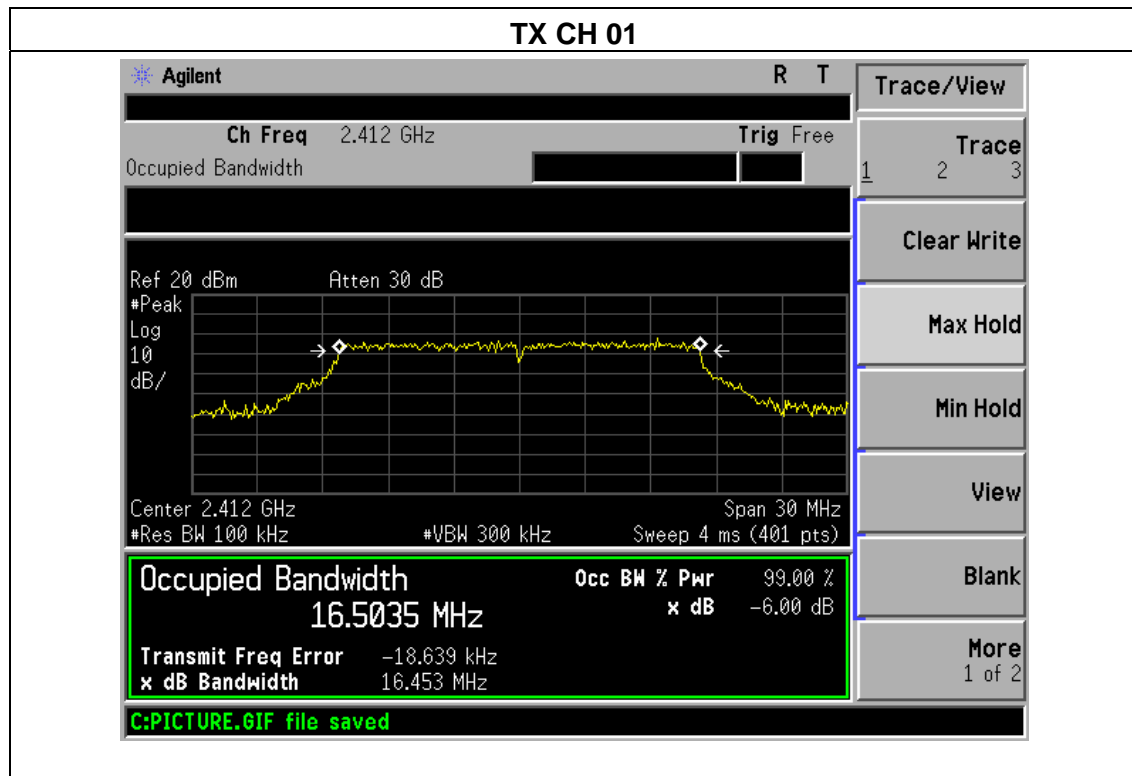 TX CH 01
Agilent R T
Trace/View
Ch Freq 2.412 GHz Trig Free
Occupied Bandwidth
Trace
1 2 3
Clear Write
Ref 20 dBm Atten 30 dB
#Peak
Log
10
dB/
Max Hold
Min Hold
View
Center 2.412 GHz Span 30 MHz
#Res BW 100 kHz #VBW 300 kHz Sweep 4 ms (401 pts)
Occupied Bandwidth Occ BW % Pwr 99.00 %
16.5035 MHz x dB -6.00 dB
Blank
Transmit Freq Error -18.639 kHz
x dB Bandwidth 16.453 MHz
More
1 of 2
C:PICTURE.GIF file saved